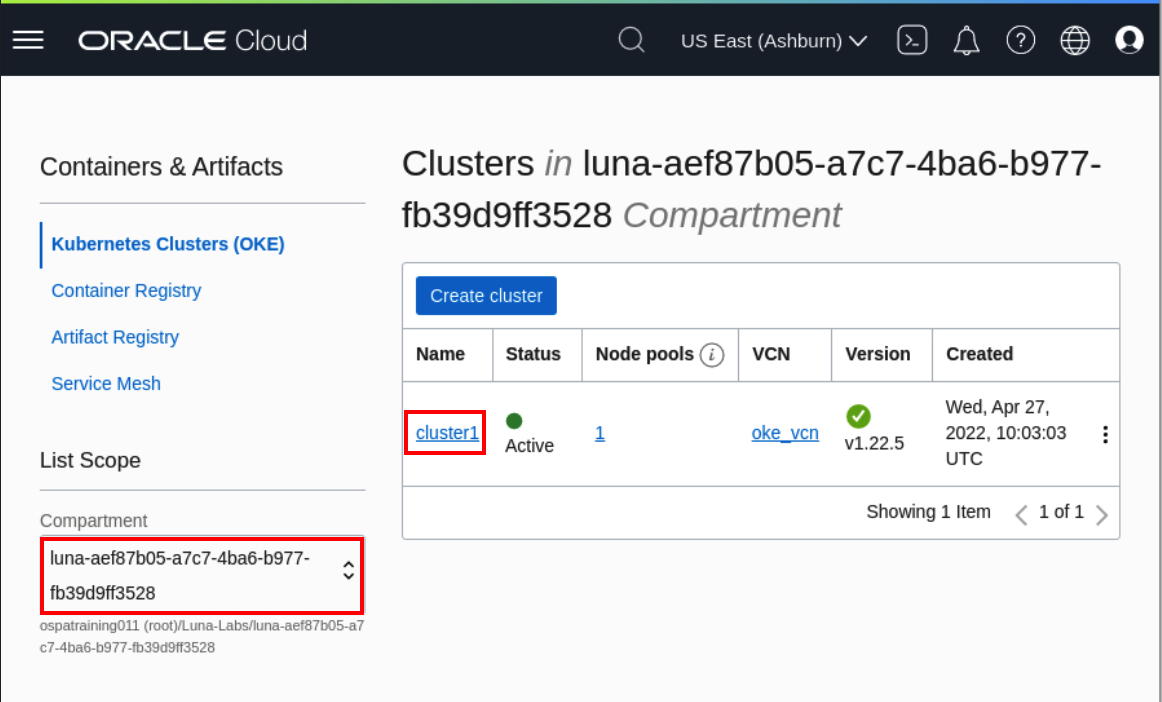 ORACLE Cloud
US East (Ashburn)
Containers & Artifacts
Kubernetes Clusters (OKE)
Container Registry
Artifact Registry
Service Mesh
List Scope
Compartment
luna-aef87b05-a7c7-4ba6-b977-
fb39d9ff3528
ospatraining011 (root)/Luna-Labs/luna-aef87b05-a7
c7-4ba6-b977-fb39d9ff3528
Clusters in luna-aef87b05-a7c7-4ba6-b977-
fb39d9ff3528 Compartment
Create cluster
Name Status Node pools i VCN Version Created
cluster1 Active 1 oke_vcn v1.22.5 Wed, Apr 27,
2022, 10:03:03
UTC
Showing 1 Item 1 of 1